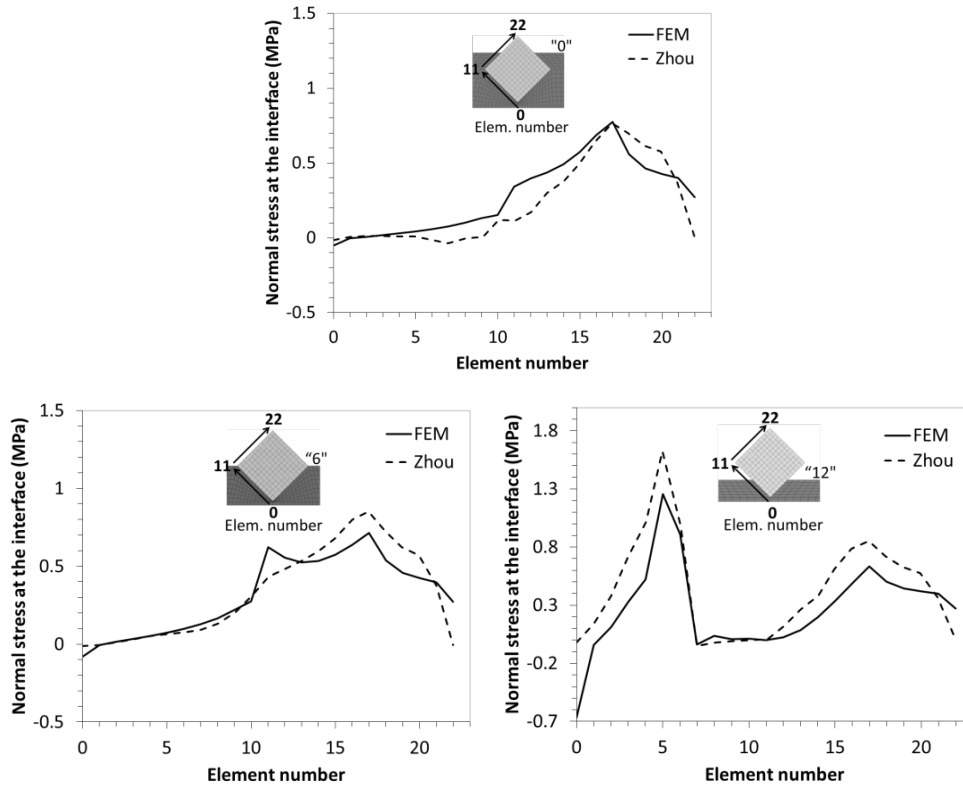 Normal stress at the interface (MPa)
1.5
1
0.5
0
-0.5
22
"0"
11
0
Elem. number
FEM
Zhou
0
5
10
15
20
Element number
Normal stress at the interface (MPa)
1.5
1
0.5
0
-0.5
22
"6"
11
0
Elem. number
FEM
Zhou
0
5
10
15
20
Element number
Normal stress at the interface (MPa)
1.8
1.3
0.8
0.3
-0.2
-0.7
22
“12"
11
0
Elem. number
FEM
Zhou
0
5
10
15
20
Element number